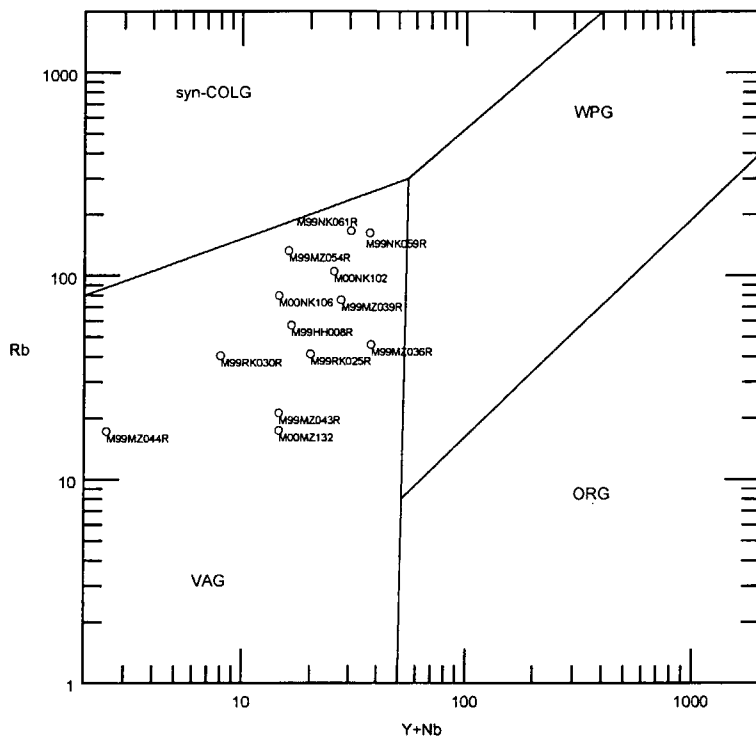 1000
syn-COLG
WPG
M99NK061R
M99NK059R
M99MZ054R
100
M00NK102
M00NK106
M99MZ039R
M99HH008R
Rb
M99MZ036R
M99RK030R
M99RK025R
M99MZ043R
M99MZ044R
M00MZ132
10
ORG
VAG
1
10
100
1000
Y+Nb